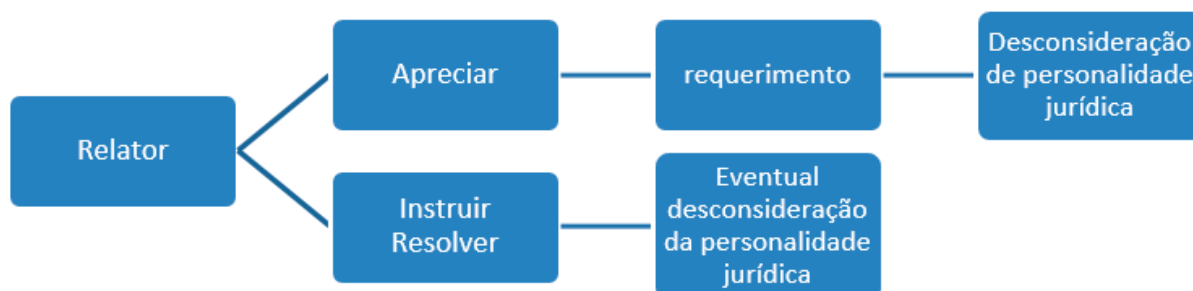 Relator
Apreciar
requerimento
Desconsideração
de personalidade
jurídica
Instruir
Resolver
Eventual
desconsideração
da personalidade
jurídica